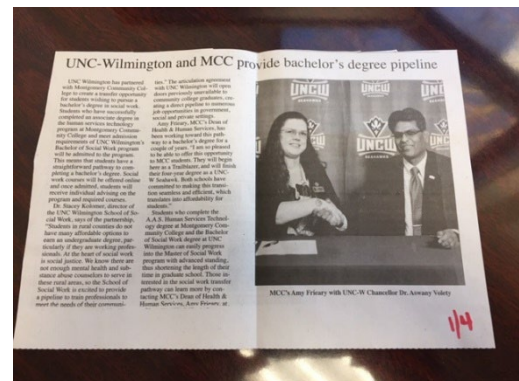 UNC-Wilmington and MCC provide bachelor's degree pipeline
UNC Wilmington has partnered
with Montgomery Community Col-
lege to create a transfer opportunity
for students wishing to pursue a
bachelor's degree in social work.
Students who have successfully
completed an associate degree in
the human services technology
program at Montgomery Commu-
nity College and meet admission
requirements of UNC Wilmington's
Bachelor of Social Work program
will be admitted to the program.
This means that students have a
straightforward pathway to com-
pleting a bachelor's degree. Social
work courses will be offered online
and once admitted, students will
receive individual advising on the
program and required courses.
Dr. Stacey Kolomer, director of
the UNC Wilmington School of So-
cial Work, says of the partnership,
"Students in rural counties do not
have many affordable options to
earn an undergraduate degree, par-
ticularly if they are working profes-
sionals. At the heart of social work
is social justice. We know there are
not enough mental health and sub-
stance abuse counselors to serve in
these rural areas, so the School of
Social Work is excited to provide
a pipeline to train professionals to
meet the needs of their communi-
ties." The articulation agreement
with UNC Wilmington will open
doors previously unavailable to
community college graduates, cre-
ating a direct pipeline to numerous
job opportunities in government,
social and private settings.
Amy Frieary, MCC's Dean of
Health & Human Services, has
been working toward this path-
way to a bachelor's degree for a
couple of years. "I am so pleased
to be able to offer this opportunity
to MCC students. They will begin
here as a Trailblazer, and will finish
their four-year degree as a UNC-
W Seahawk. Both schools have
committed to making this transi-
tion seamless and efficient, which
translates into affordability for
students."
Students who complete the
A.A.S. Human Services Technol-
ogy degree at Montgomery Com-
munity College and the Bachelor
of Social Work degree at UNC
Wilmington can easily progress
into the Master of Social Work
program with advanced standing,
thus shortening the length of their
time in graduate school. Those in-
terested in the social work transfer
pathway can learn more by con-
tacting MCC's Dean of Health &
Human Services, Amy Frieary, at
UNCW
SEAHAWKS
UNCW
UNCW
UNCW
SEAHAWKS
MCC's Amy Frieary with UNC-W Chancellor Dr. Aswany Volety
1/4